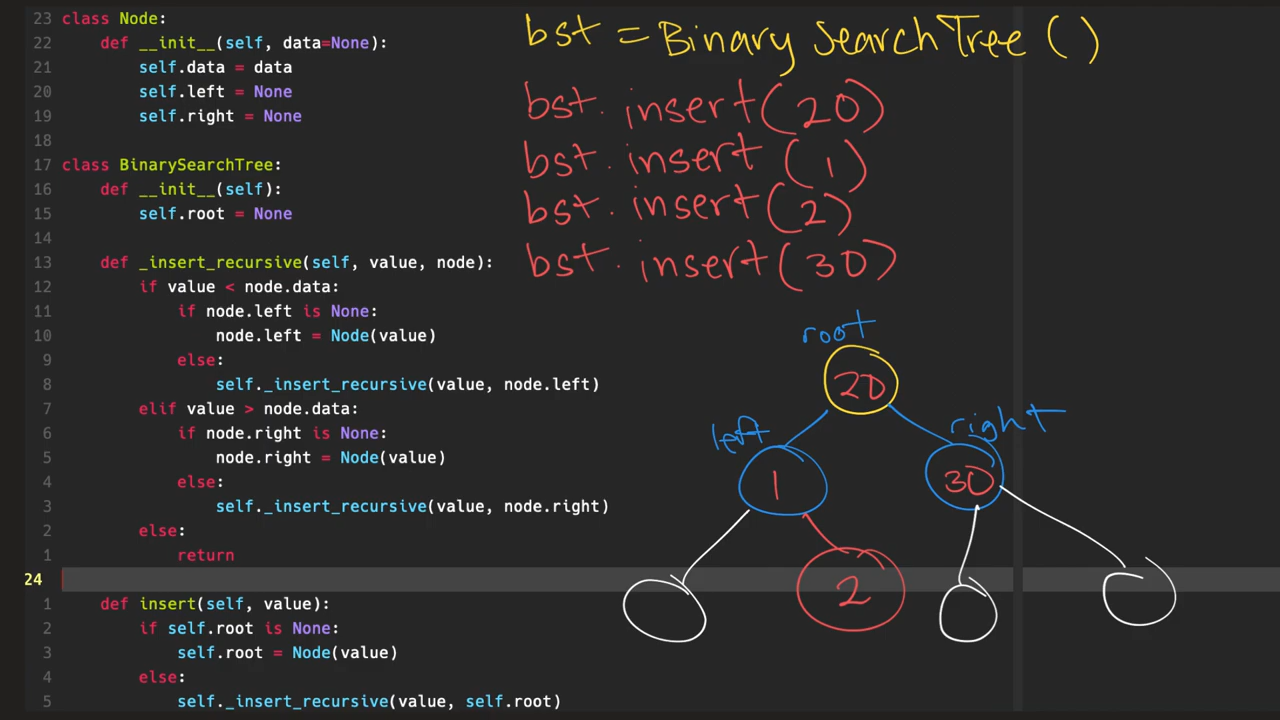 23 class Node:
22 def __init__(self, data=None):
21 self.data = data
20 self.left = None
19 self.right = None
18
17 class BinarySearchTree:
16 def __init__(self):
15 self.root = None
14
13 def _insert_recursive(self, value, node):
12 if value < node.data:
11 if node.left is None:
10 node.left = Node(value)
9 else:
8 self._insert_recursive(value, node.left)
7 elif value > node.data:
6 if node.right is None:
5 node.right = Node(value)
4 else:
3 self._insert_recursive(value, node.right)
2 else:
1 return
24
1 def insert(self, value):
2 if self.root is None:
3 self.root = Node(value)
4 else:
5 self._insert_recursive(value, self.root)
bst = Binary Search Tree ()
bst. insert(20)
bst. insert (1)
bst. insert(2)
bst. insert(30)
root
20
left
right
1
30
2